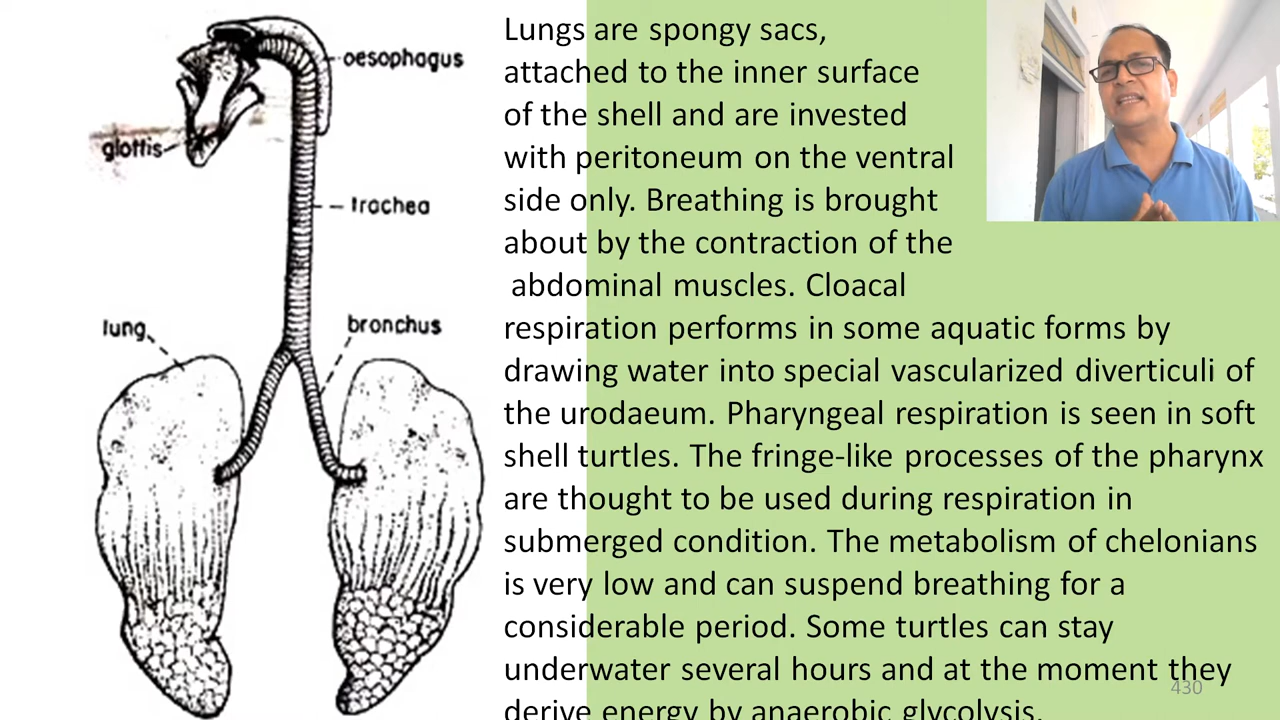 oesophagus
glottis
trachea
lung
bronchus
Lungs are spongy sacs,
attached to the inner surface
of the shell and are invested
with peritoneum on the ventral
side only. Breathing is brought
about by the contraction of the
abdominal muscles. Cloacal
respiration performs in some aquatic forms by
drawing water into special vascularized diverticuli of
the urodaeum. Pharyngeal respiration is seen in soft
shell turtles. The fringe-like processes of the pharynx
are thought to be used during respiration in
submerged condition. The metabolism of chelonians
is very low and can suspend breathing for a
considerable period. Some turtles can stay
underwater several hours and at the moment they
derive energy by anaerobic glycolysis.
430